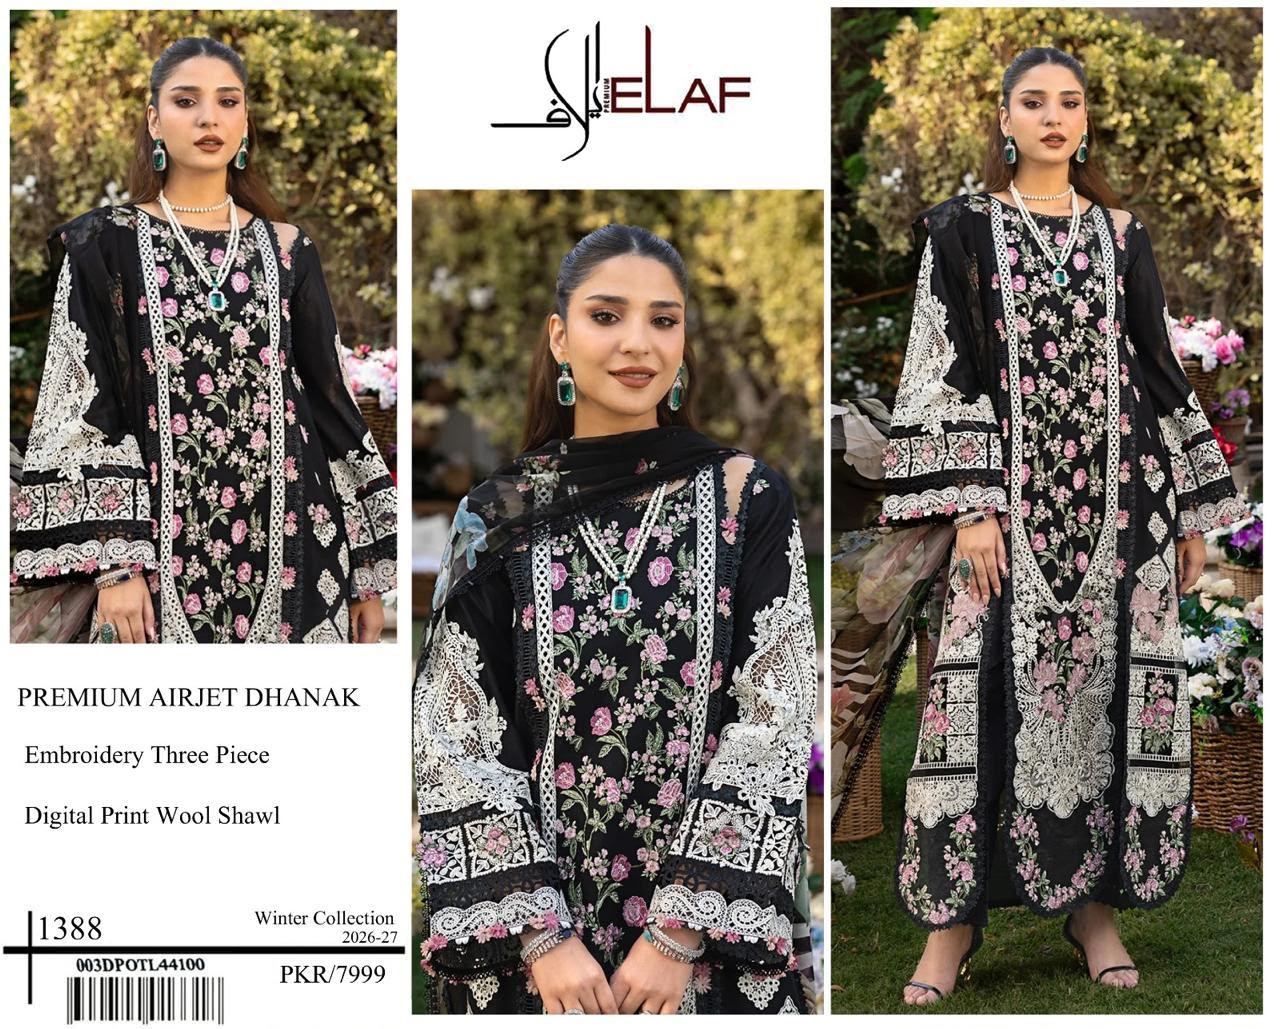 ایلاف
PREMIUM
ELAF
PREMIUM AIRJET DHANAK
Embroidery Three Piece
Digital Print Wool Shawl
1388
Winter Collection
2026-27
003DPOTL44100
PKR/7999